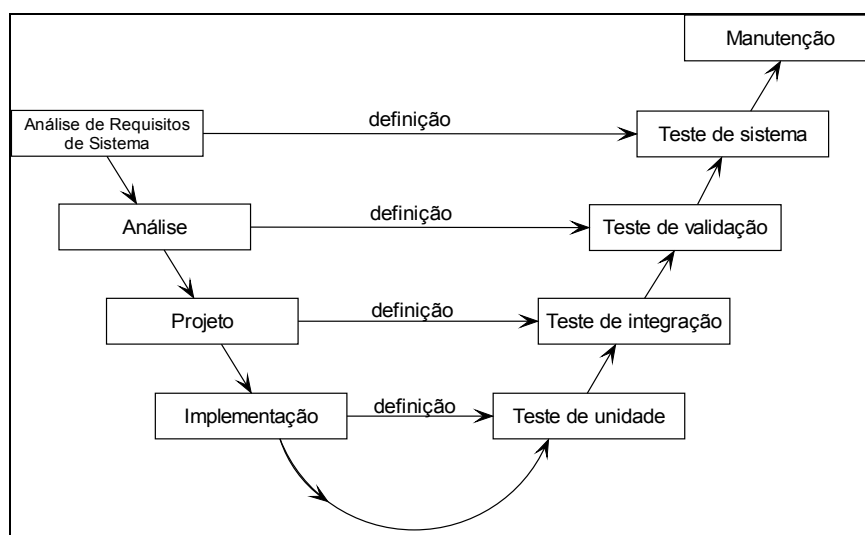 Manutenção
Análise de Requisitos
de Sistema
definição
Teste de sistema
Análise
definição
Teste de validação
Projeto
definição
Teste de integração
Implementação
definição
Teste de unidade